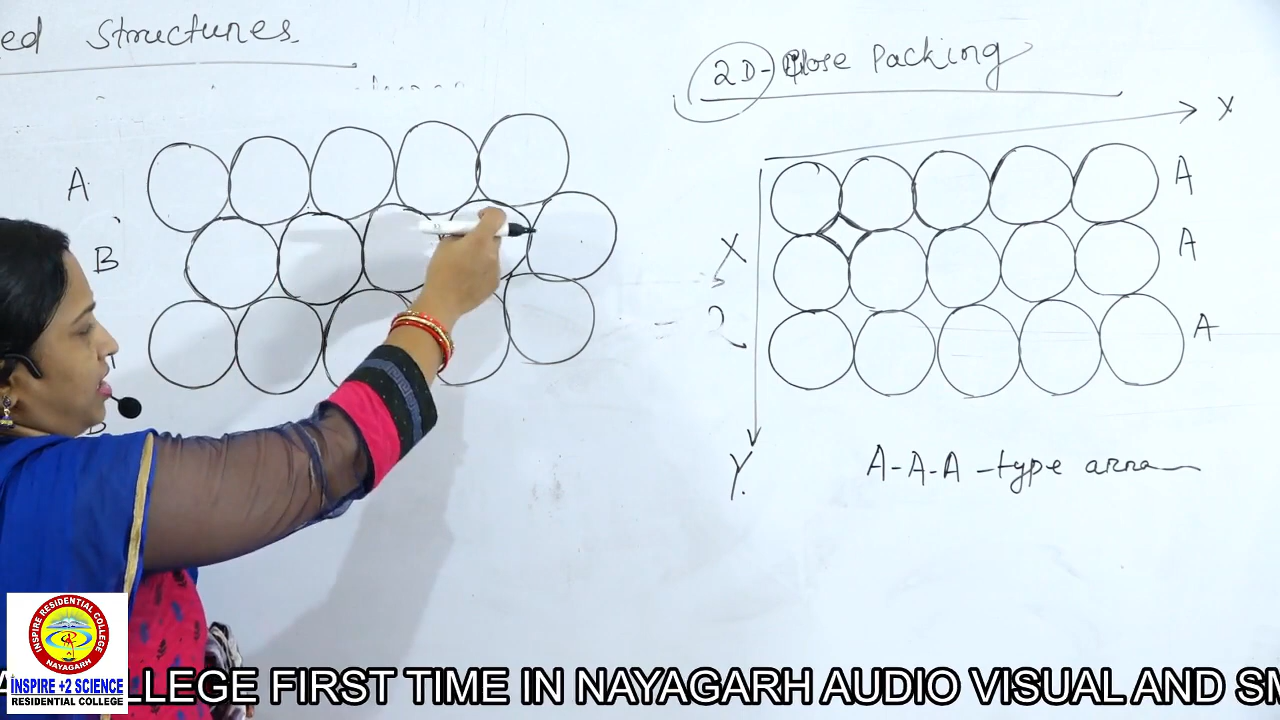 ed Structures
2D-Close Packing
X
A
B
A
A
A
X
2
Y.
A-A-A-type arra
INSPIRE RESIDENTIAL COLLEGE
NAYAGARH
INSPIRE +2 SCIENCE
RESIDENTIAL COLLEGE
LLEGE FIRST TIME IN NAYAGARH AUDIO VISUAL AND SM